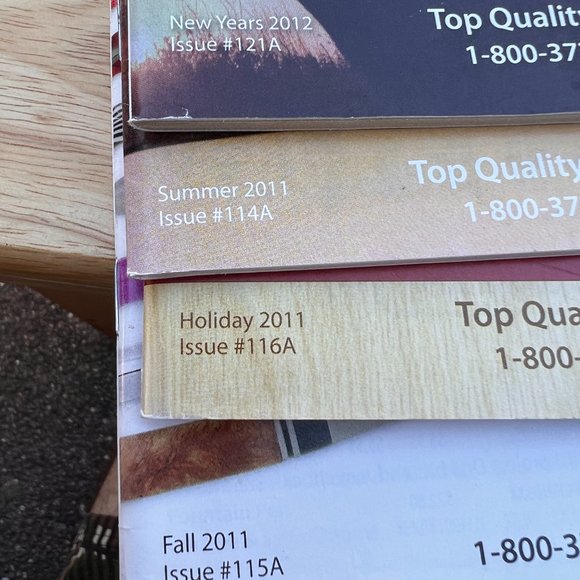 New Years 2012
Issue #121A
Top Quality
1-800-37
Summer 2011
Issue #114A
Top Quality
1-800-37
Holiday 2011
Issue #116A
Top Qua
1-800-
Fall 2011
Issue #115A
1-800-3